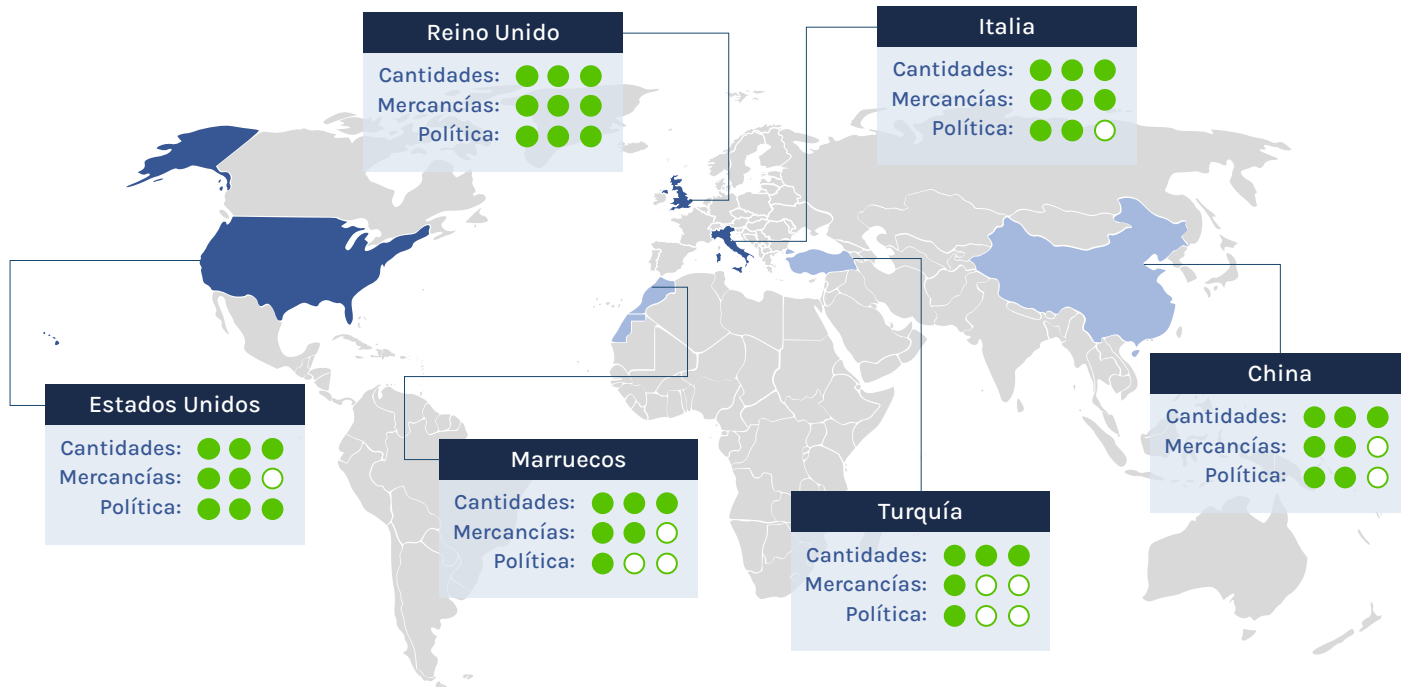 Reino Unido
Cantidades:
Mercancías:
Política:
Italia
Cantidades:
Mercancías:
Política:
Estados Unidos
Cantidades:
Mercancías:
Política:
Marruecos
Cantidades:
Mercancías:
Política:
Turquía
Cantidades:
Mercancías:
Política:
China
Cantidades:
Mercancías:
Política: